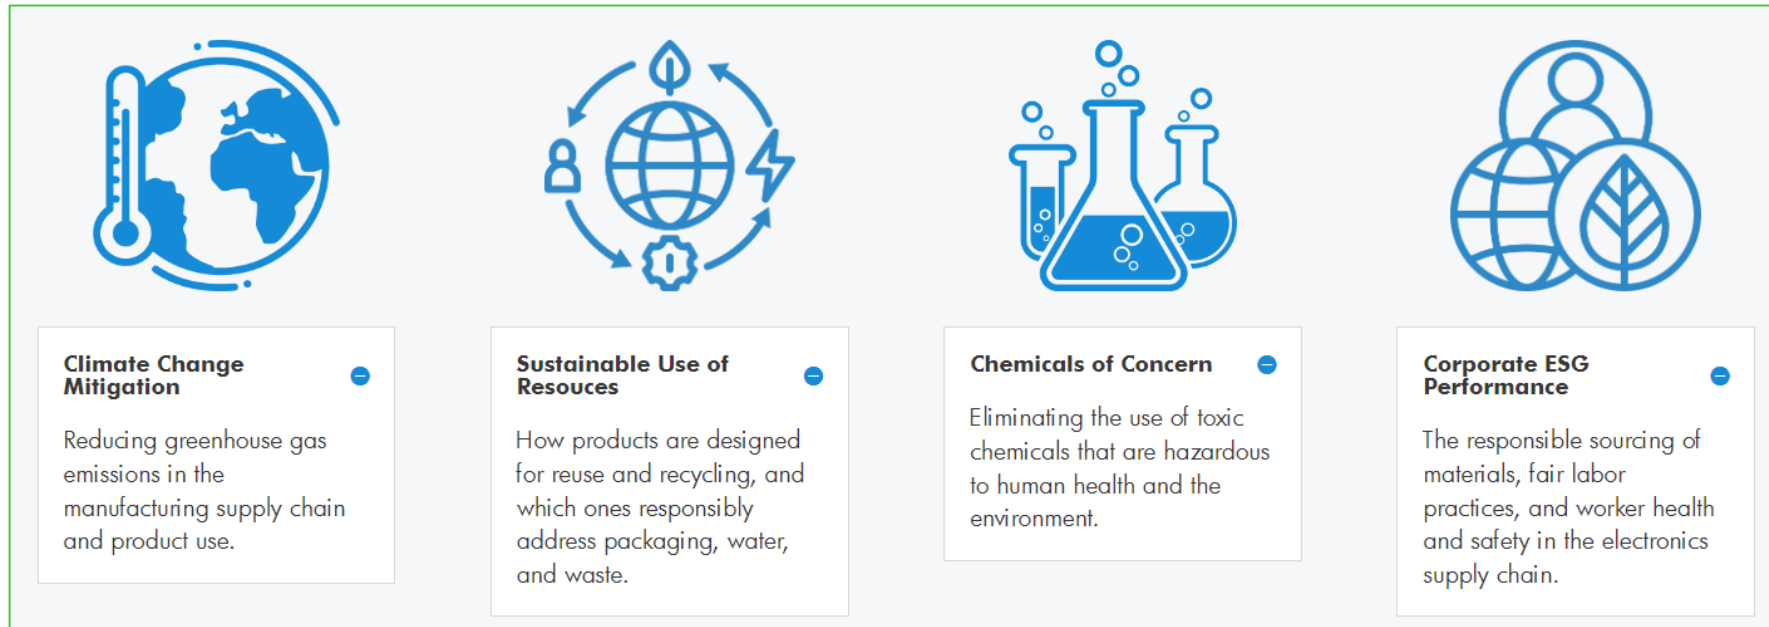 Climate Change
Mitigation
Reducing greenhouse gas
emissions in the
manufacturing supply chain
and product use.
Sustainable Use of
Resouces
How products are designed
for reuse and recycling, and
which ones responsibly
address packaging, water,
and waste.
Chemicals of Concern
Eliminating the use of toxic
chemicals that are hazardous
to human health and the
environment.
Corporate ESG
Performance
The responsible sourcing of
materials, fair labor
practices, and worker health
and safety in the electronics
supply chain.